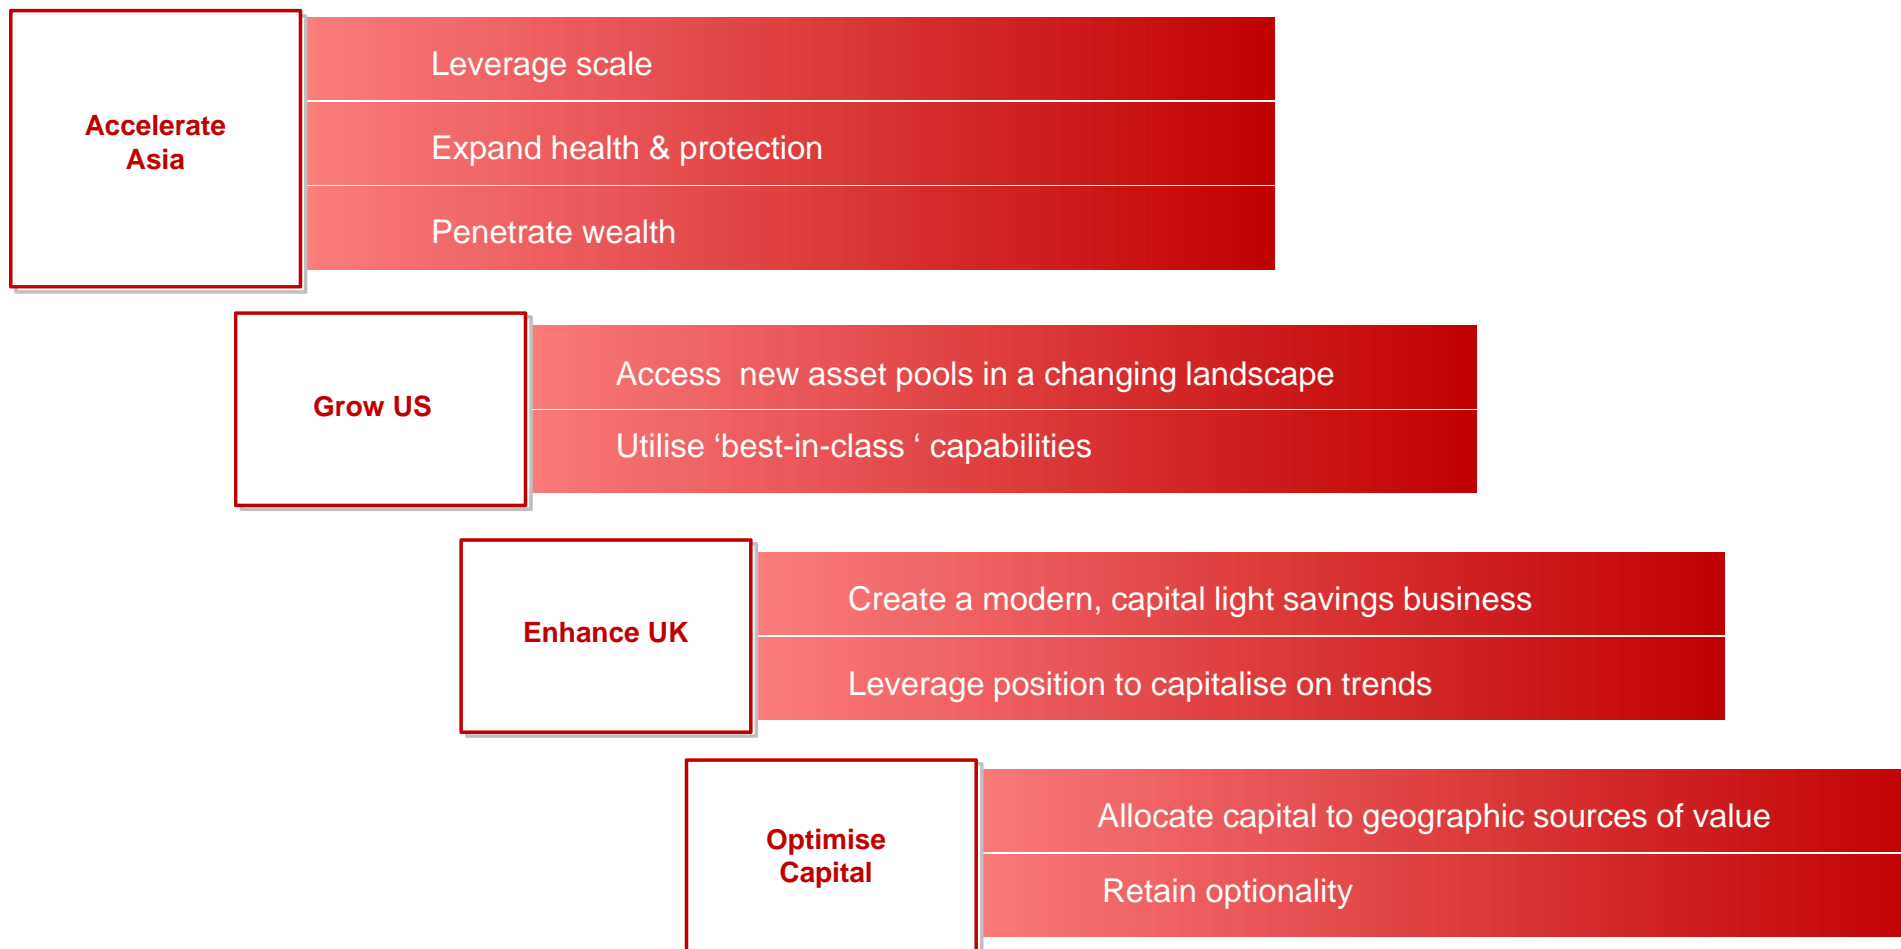 Accelerate
Asia
Leverage scale
Expand health & protection
Penetrate wealth
Grow US
Access  new asset pools in a changing landscape
Utilise ‘best-in-class ‘ capabilities
Enhance UK
Create a modern, capital light savings business
Leverage position to capitalise on trends
Optimise
Capital
Allocate capital to geographic sources of value
Retain optionality